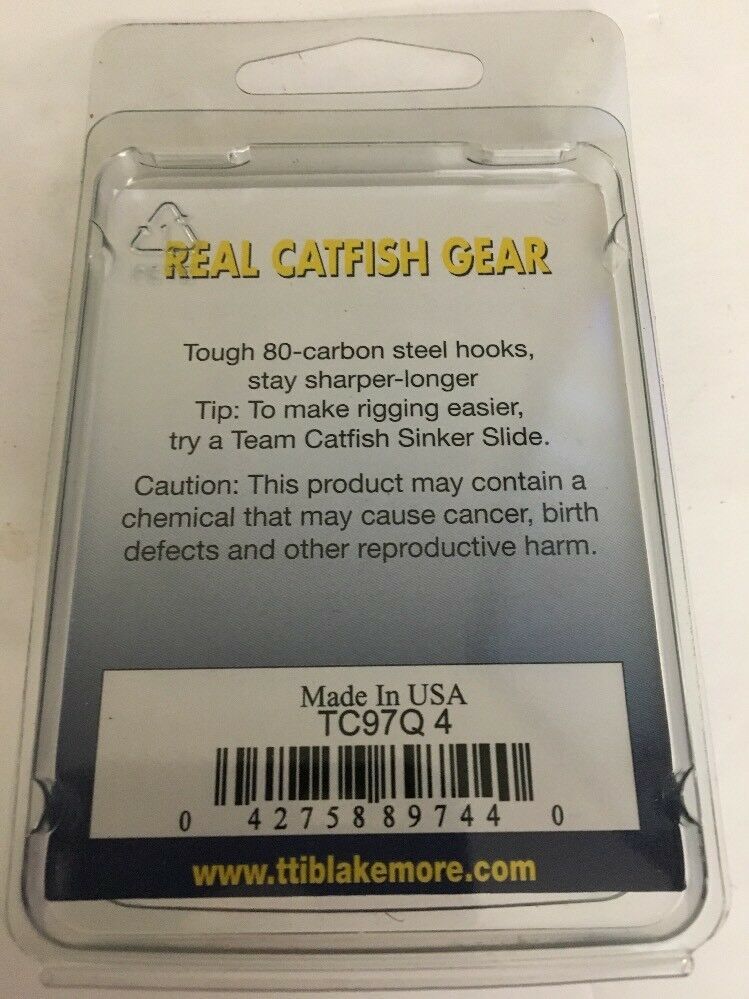 1
REAL CATFISH GEAR
Tough 80-carbon steel hooks,
stay sharper-longer
Tip: To make rigging easier,
try a Team Catfish Sinker Slide.
Caution: This product may contain a
chemical that may cause cancer, birth
defects and other reproductive harm.
Made In USA
TC97Q 4
0 4275889744 0
www.ttiblakemore.com